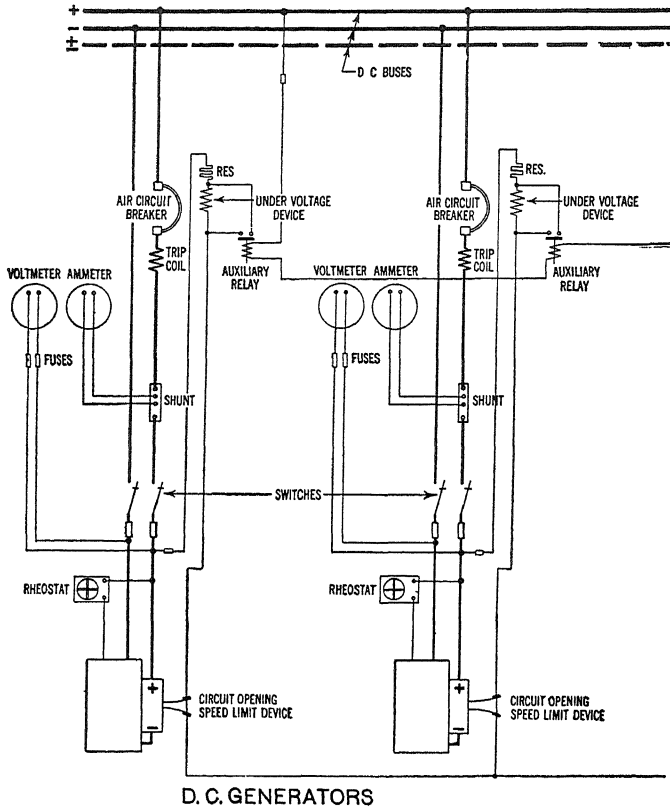 +
-
±
D C BUSES
RES
RES.
AIR CIRCUIT
BREAKER
UNDER VOLTAGE
DEVICE
AIR CIRCUIT
BREAKER
UNDER VOLTAGE
DEVICE
TRIP
COIL
AUXILIARY
RELAY
TRIP
COIL
AUXILIARY
RELAY
VOLTMETER AMMETER
VOLTMETER AMMETER
FUSES
FUSES
SHUNT
SHUNT
SWITCHES
RHEOSTAT
RHEOSTAT
+
-
CIRCUIT OPENING
SPEED LIMIT DEVICE
+
-
CIRCUIT OPENING
SPEED LIMIT DEVICE
D. C. GENERATORS